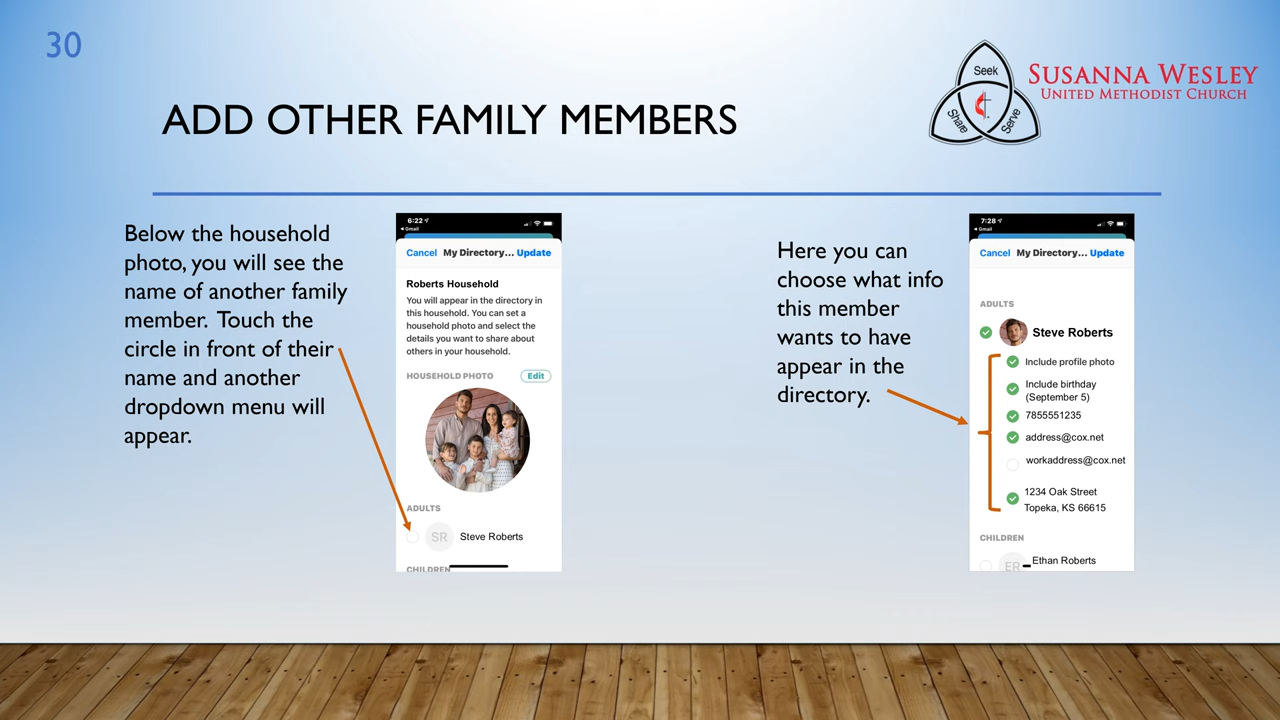 30
ADD OTHER FAMILY MEMBERS
Seek
Share
Serve
SUSANNA WESLEY
UNITED METHODIST CHURCH
Below the household
photo, you will see the
name of another family
member. Touch the
circle in front of their
name and another
dropdown menu will
appear.
6:22
Gmail
Cancel My Directory... Update
Roberts Household
You will appear in the directory in
this household. You can set a
household photo and select the
details you want to share about
others in your household.
HOUSEHOLD PHOTO Edit
ADULTS
SR Steve Roberts
CHILDREN
Here you can
choose what info
this member
wants to have
appear in the
directory.
7:28
Gmail
Cancel My Directory... Update
ADULTS
Steve Roberts
Include profile photo
Include birthday
(September 5)
7855551235
address@cox.net
workaddress@cox.net
1234 Oak Street
Topeka, KS 66615
CHILDREN
ER Ethan Roberts